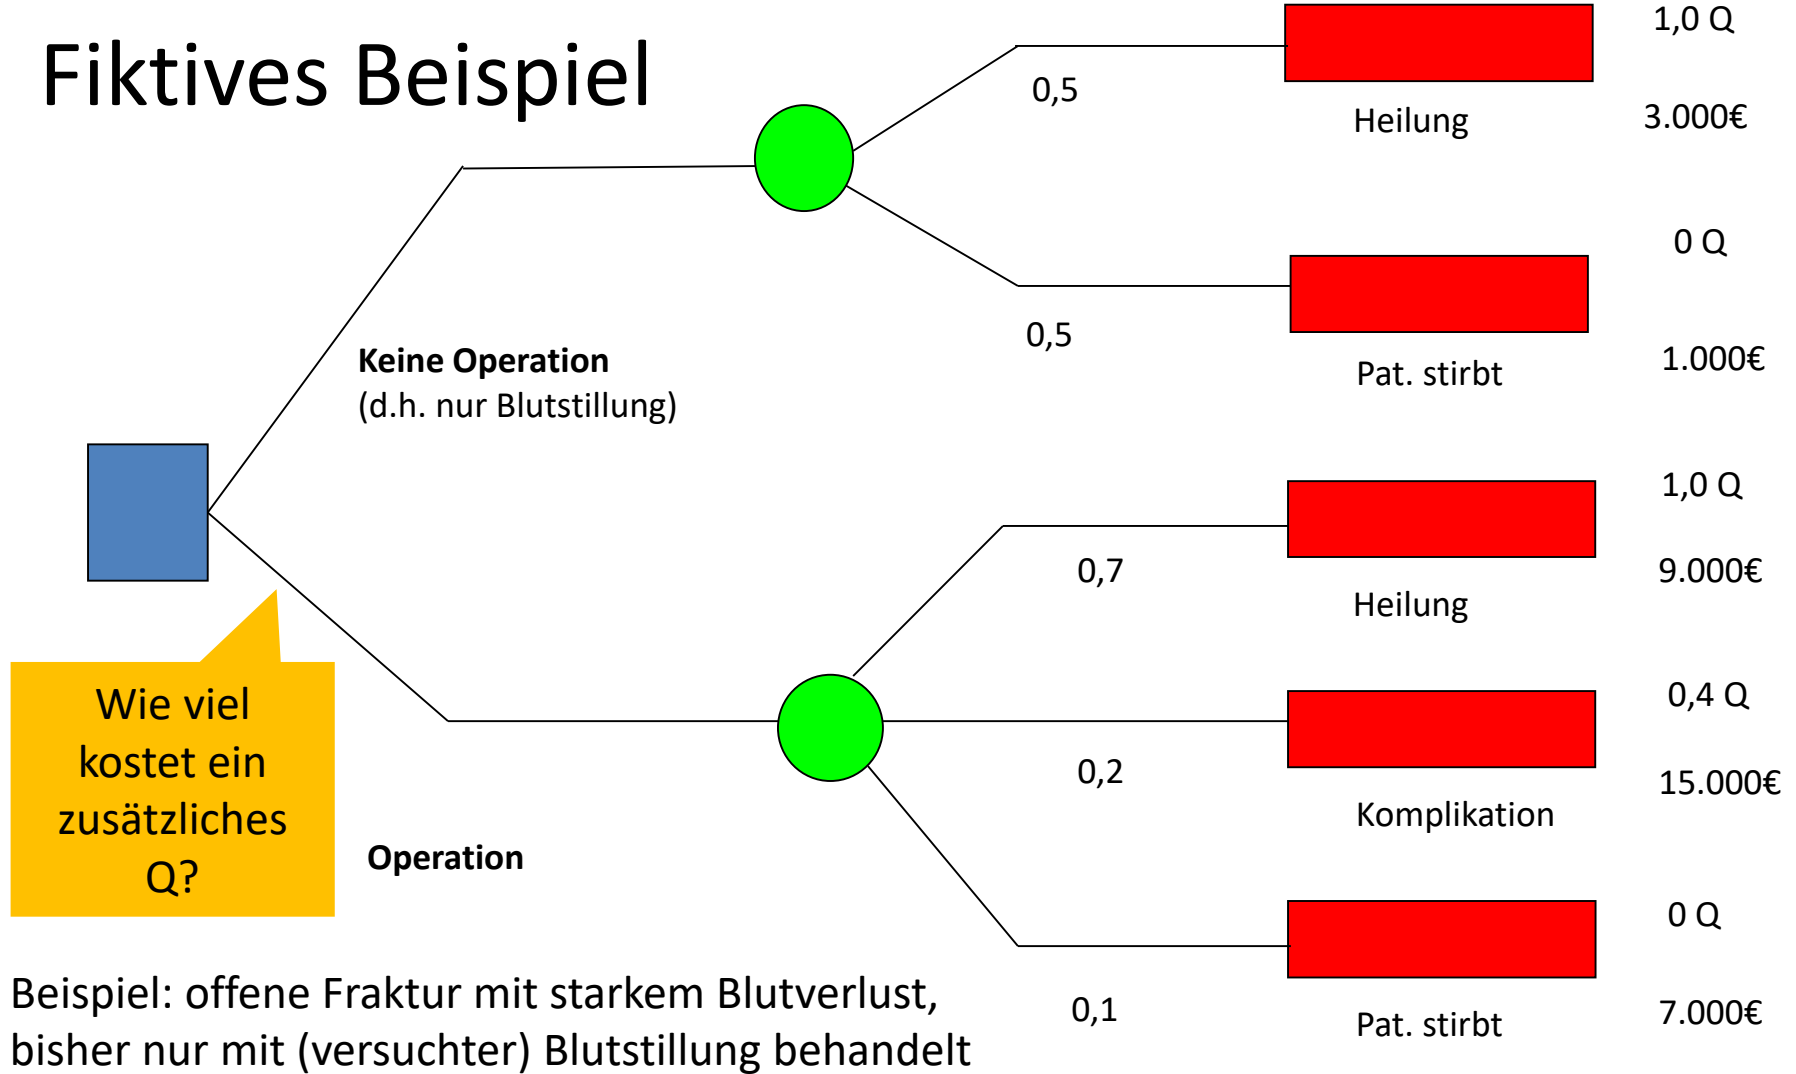 Fiktives Beispiel
0,5
Heilung
1,0 Q
3.000€
0,5
Pat. stirbt
0 Q
1.000€
Keine Operation
(d.h. nur Blutstillung)
0,7
Heilung
1,0 Q
9.000€
0,2
Komplikation
0,4 Q
15.000€
Wie viel
kostet ein
zusätzliches
Q?
Operation
0,1
Pat. stirbt
0 Q
7.000€
Beispiel: offene Fraktur mit starkem Blutverlust,
bisher nur mit (versuchter) Blutstillung behandelt